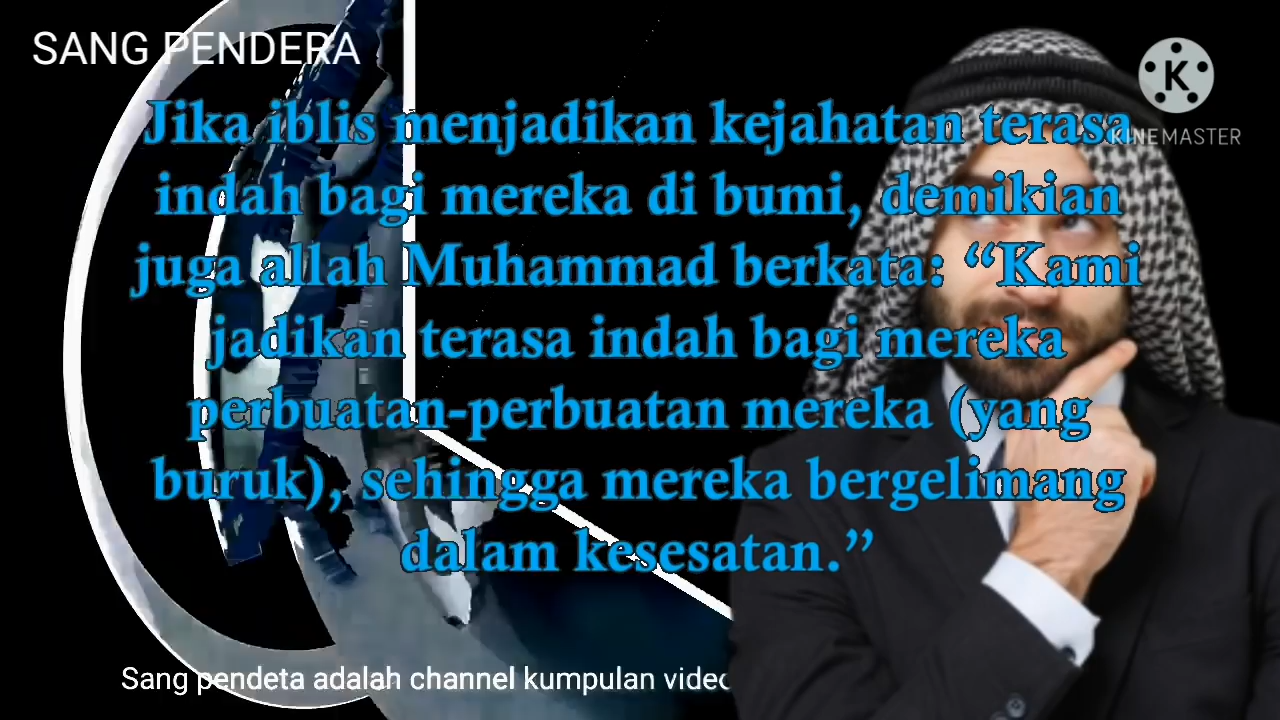 SANG PENDERA
KINEMASTER
Jika iblis menjadikan kejahatan terasa
indah bagi mereka di bumi, demikian
juga allah Muhammad berkata: “Kami
jadikan terasa indah bagi mereka
perbuatan-perbuatan mereka (yang
buruk), sehingga mereka bergelimang
dalam kesesatan.”
Sang pendeta adalah channel kumpulan video